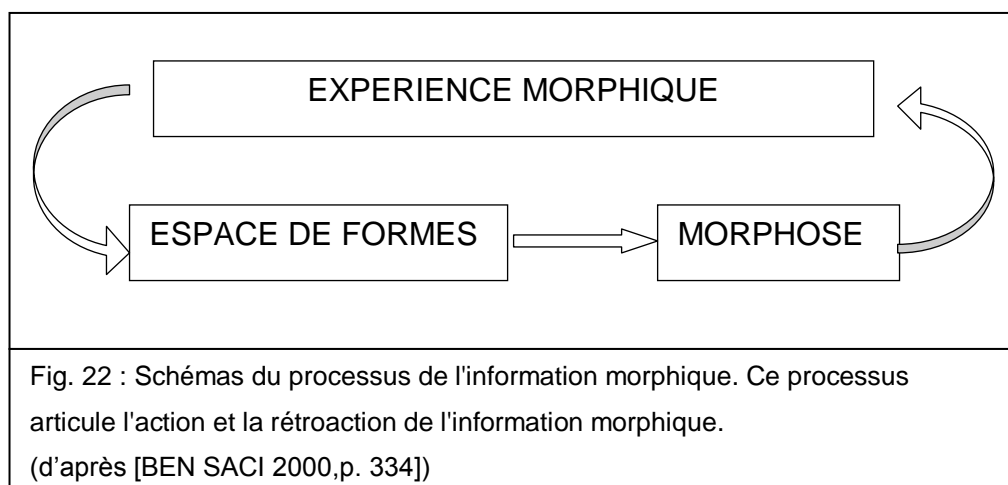 EXPERIENCE MORPHIQUE
ESPACE DE FORMES
MORPHOSE
Fig. 22 : Schémas du processus de l'information morphique. Ce processus
articule l'action et la rétroaction de l'information morphique.
(d’après [BEN SACI 2000,p. 334])